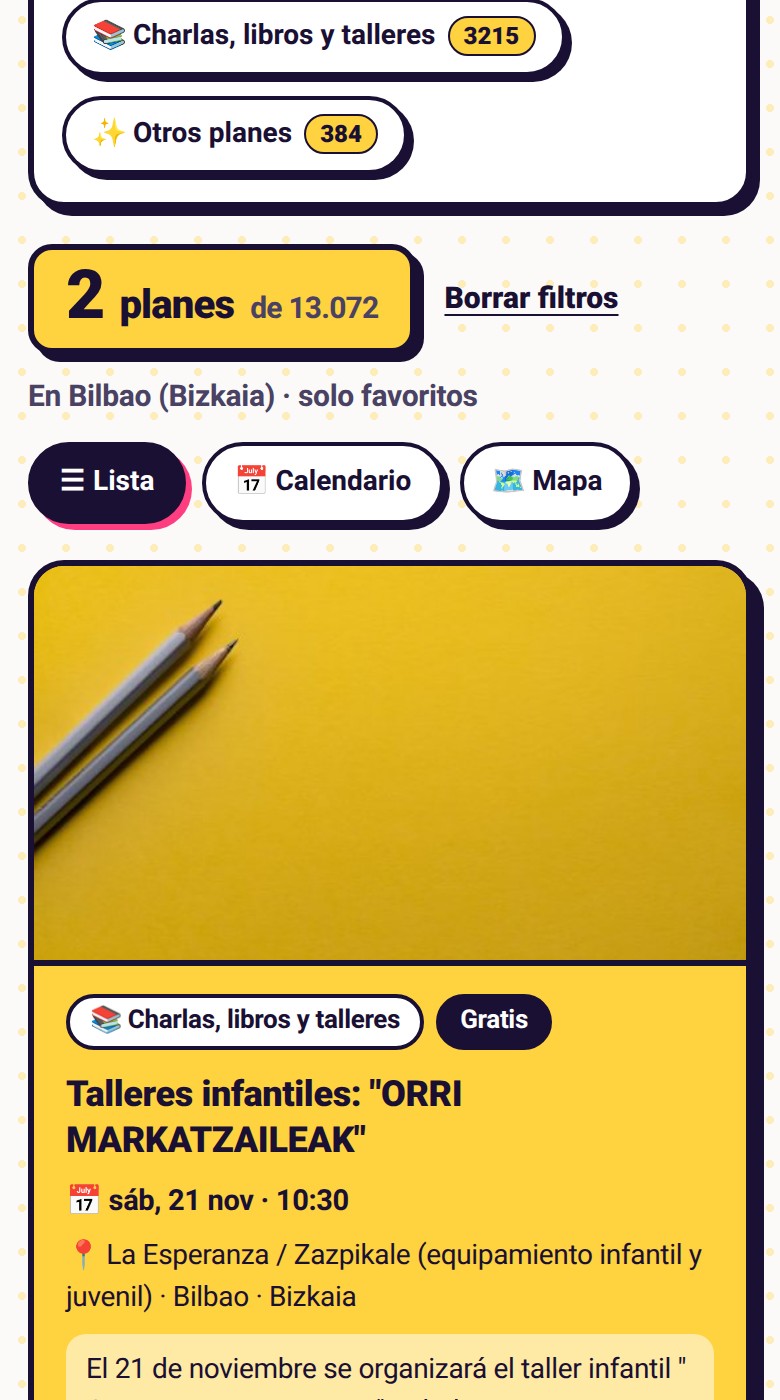 📚 Charlas, libros y talleres 3215
✨ Otros planes 384
2 planes de 13.072 Borrar filtros
En Bilbao (Bizkaia) · solo favoritos
☰ Lista 📅 Calendario 🗺️ Mapa
📚 Charlas, libros y talleres Gratis
Talleres infantiles: "ORRI
MARKATZAILEAK"
📅 sáb, 21 nov · 10:30
📍 La Esperanza / Zazpikale (equipamiento infantil y
juvenil) · Bilbao · Bizkaia
El 21 de noviembre se organizará el taller infantil "